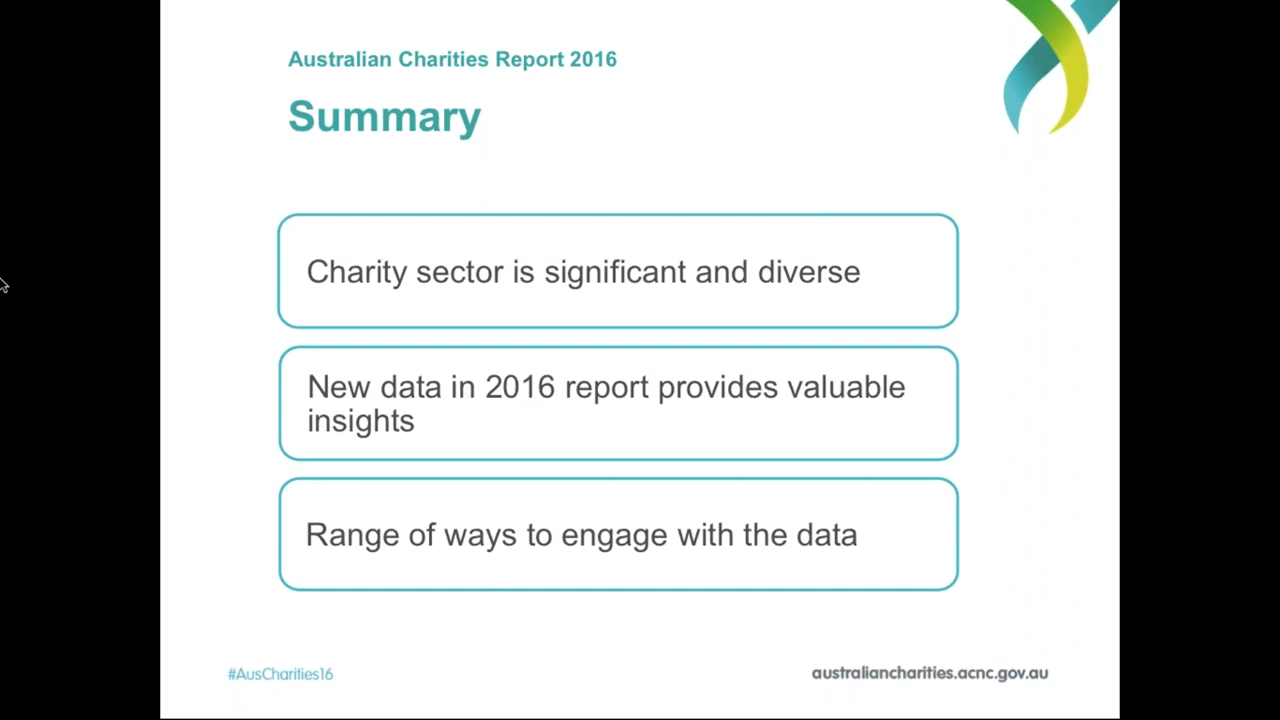 Australian Charities Report 2016
Summary
Charity sector is significant and diverse
New data in 2016 report provides valuable
insights
Range of ways to engage with the data
#AusCharities16
australiancharities.acnc.gov.au